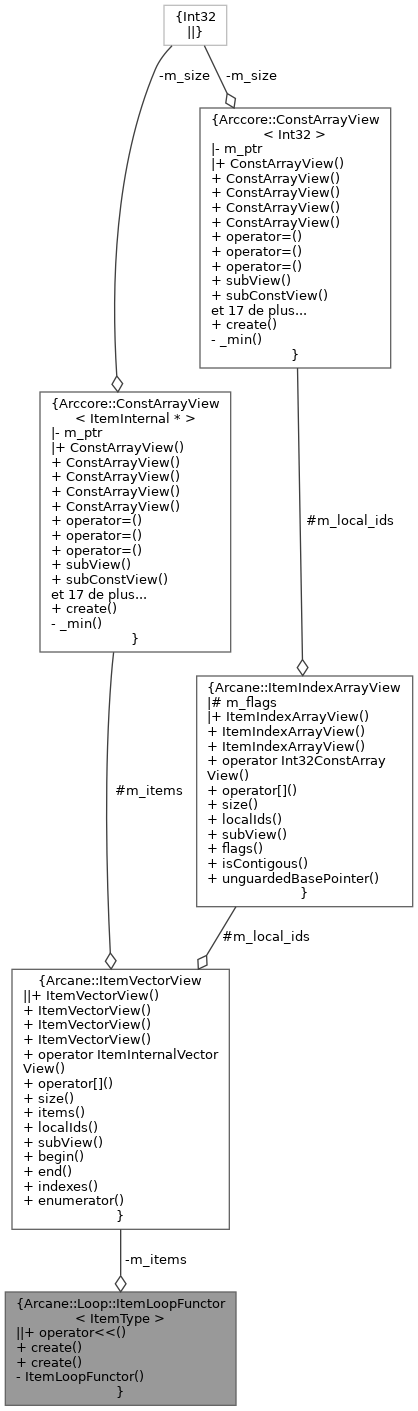 {Int32
||}
-m_size
-m_size
{Arccore::ConstArrayView
< Int32 >
|- m_ptr
|+ ConstArrayView()
+ ConstArrayView()
+ ConstArrayView()
+ ConstArrayView()
+ ConstArrayView()
+ operator=()
+ operator=()
+ operator=()
+ subView()
+ subConstView()
et 17 de plus...
+ create()
- _min()
}
{Arccore::ConstArrayView
< ItemInternal * >
|- m_ptr
|+ ConstArrayView()
+ ConstArrayView()
+ ConstArrayView()
+ ConstArrayView()
+ ConstArrayView()
+ operator=()
+ operator=()
+ operator=()
+ subView()
+ subConstView()
et 17 de plus...
+ create()
- _min()
}
#m_local_ids
{Arcane::ItemIndexArrayView
|# m_flags
|+ ItemIndexArrayView()
+ ItemIndexArrayView()
+ ItemIndexArrayView()
+ operator Int32ConstArray
View()
+ operator[]()
+ size()
+ localIds()
+ subView()
+ flags()
+ isContigous()
+ unguardedBasePointer()
}
#m_items
#m_local_ids
{Arcane::ItemVectorView
||+ ItemVectorView()
+ ItemVectorView()
+ ItemVectorView()
+ ItemVectorView()
+ operator ItemInternalVector
View()
+ operator[]()
+ size()
+ items()
+ localIds()
+ subView()
+ begin()
+ end()
+ indexes()
+ enumerator()
}
-m_items
{Arcane::Loop::ItemLoopFunctor
< ItemType >
||+ operator<<()
+ create()
+ create()
- ItemLoopFunctor()
}